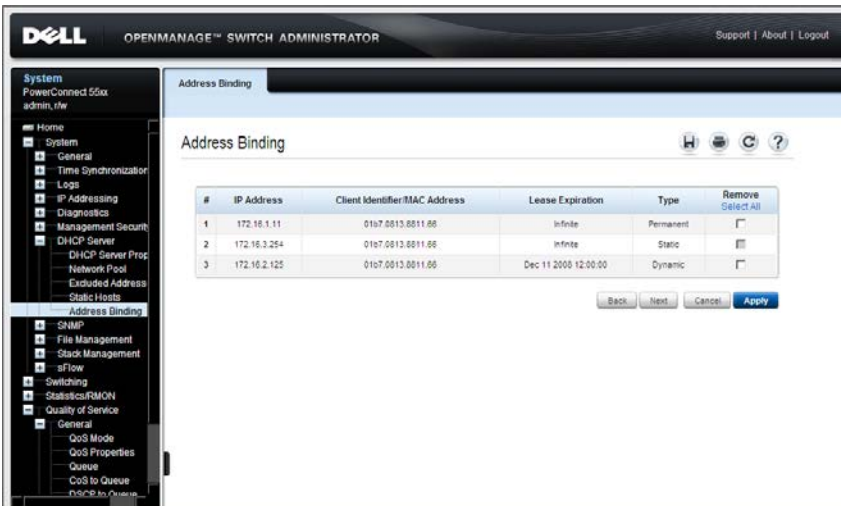 DELL OPENMANAGE™ SWITCH ADMINISTRATOR Support | About | Logout
System
PowerConnect 55xx
admin, r/w
Address Binding
Home
System
General
Time Synchronization
Logs
IP Addressing
Diagnostics
Management Securit
DHCP Server
DHCP Server Prop
Network Pool
Excluded Address
Static Hosts
Address Binding
SNMP
File Management
Stack Management
sFlow
Switching
Statistics/RMON
Quality of Service
General
QoS Mode
QoS Properties
Queue
CoS to Queue
DSCP to Queue
Address Binding
# IP Address Client Identifier/MAC Address Lease Expiration Type Remove
Select All
1 172.16.1.11 01b7.0813.8811.66 Infinite Permanent
2 172.16.3.254 01b7.0813.8811.66 Infinite Static
3 172.16.2.125 01b7.0813.8811.66 Dec 11 2008 12:00:00 Dynamic
Back Next Cancel Apply